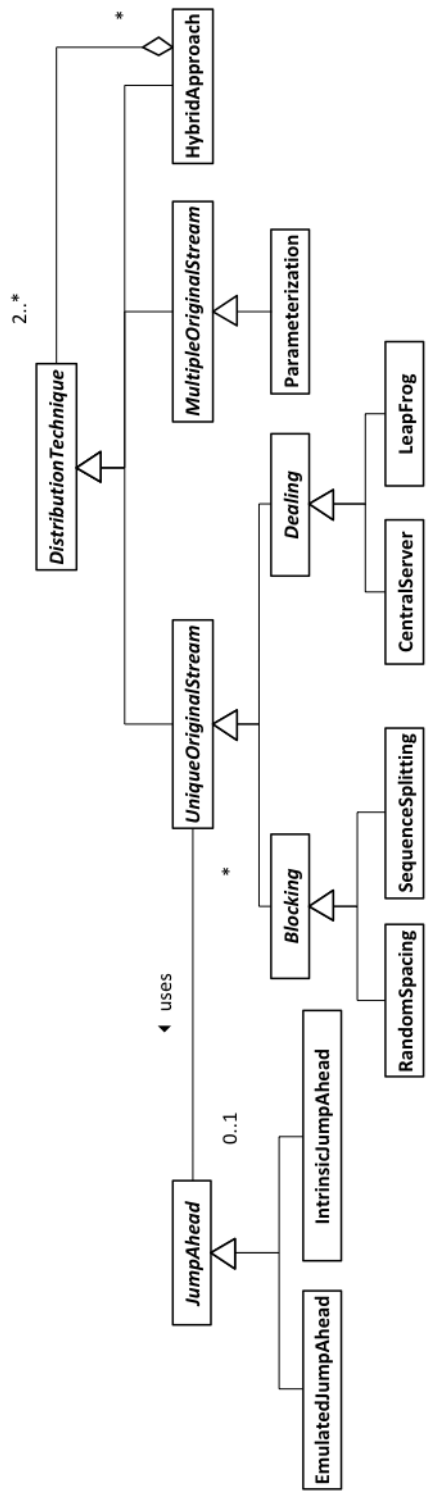 DistributionTechnique
2..*
*
◄ uses
JumpAhead
UniqueOriginalStream
MultipleOriginalStream
HybridApproach
0..1
*
Blocking
Dealing
Parameterization
EmulatedJumpAhead
IntrinsicJumpAhead
RandomSpacing
SequenceSplitting
CentralServer
LeapFrog